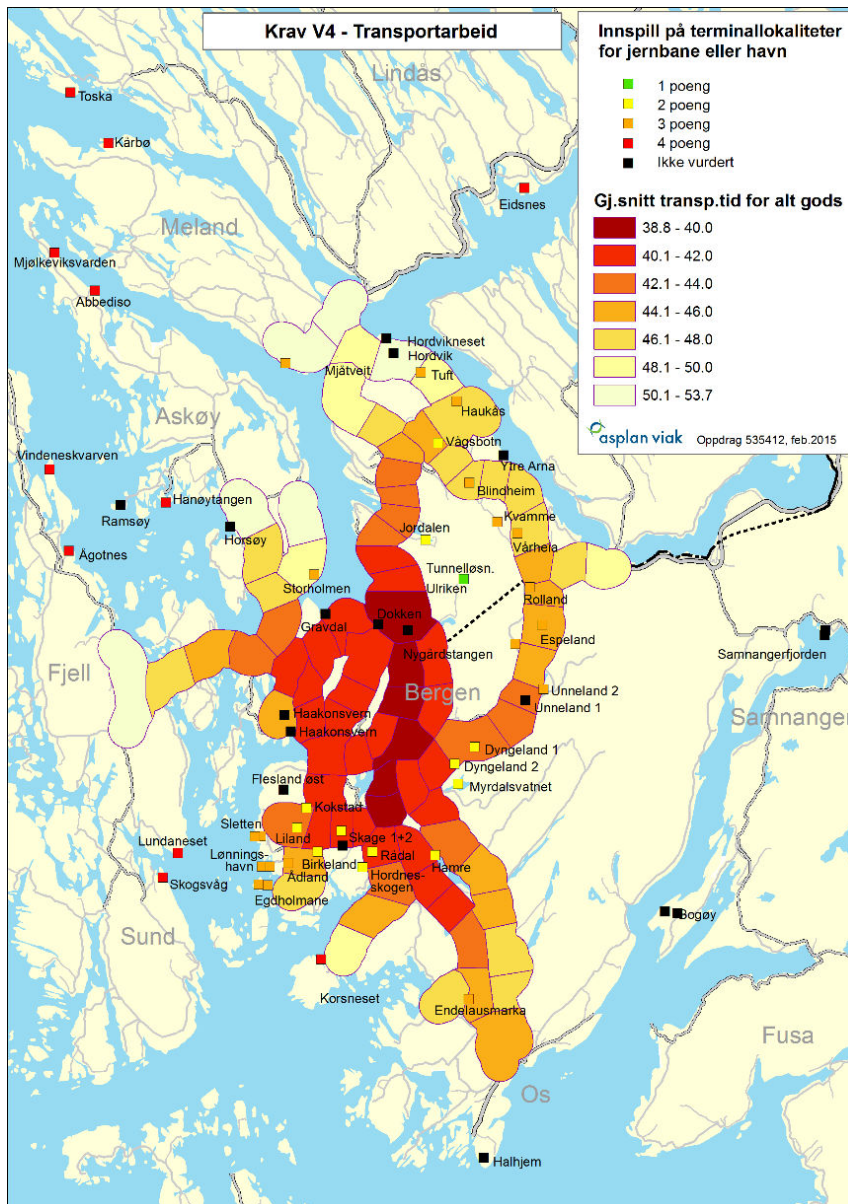 Krav V4 - Transportarbeid
Innspill på terminallokaliteter
for jernbane eller havn
1 poeng
2 poeng
3 poeng
4 poeng
Ikke vurdert
Gj.snitt transp.tid for alt gods
38.8 - 40.0
40.1 - 42.0
42.1 - 44.0
44.1 - 46.0
46.1 - 48.0
48.1 - 50.0
50.1 - 53.7
asplan viak Oppdrag 535412, feb.2015
Lindås
Toska
Kårbø
Eidsnes
Meland
Mjølkeviksvarden
Abbediso
Hordvikneset
Hordvik
Mjåtveit
Tuft
Haukås
Askøy
Vågsbotn
Vindeneskvarven
Ytre Arna
Blindheim
Hanøytangen
Ramsøy
Kvamme
Horsøy
Vårheia
Jordalen
Ågotnes
Tunnelløsn.
Ulriken
Storholmen
Rolland
Gravdal
Dokken
Espeland
Nygårdstangen
Samnangerfjorden
Fjell
Bergen
Unneland 2
Unneland 1
Samnanger
Haakonsvern
Haakonsvern
Dyngeland 1
Dyngeland 2
Flesland øst
Myrdalsvatnet
Kokstad
Sletten
Liland
Skage 1+2
Lundaneset
Lønnings-
havn
Birkeland
Rådal
Hamre
Ådland
Hordnes-
skogen
Skogsvåg
Egdholmane
Bogøy
Sund
Korsneset
Endelausmarka
Fusa
Os
Halhjem